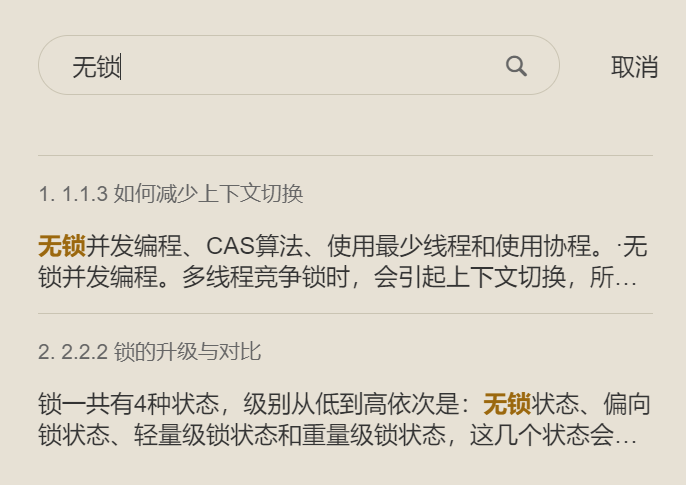 无锁
取消
1. 1.1.3 如何减少上下文切换
无锁并发编程、CAS算法、使用最少线程和使用协程。·无
锁并发编程。多线程竞争锁时，会引起上下文切换，所…
2. 2.2.2 锁的升级与对比
锁一共有4种状态，级别从低到高依次是：无锁状态、偏向
锁状态、轻量级锁状态和重量级锁状态，这几个状态会…